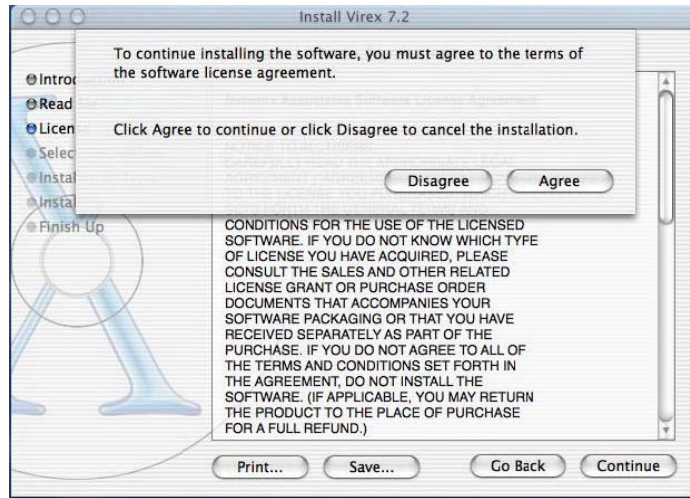 Install Virex 7.2
To continue installing the software, you must agree to the terms of
the software license agreement.
Click Agree to continue or click Disagree to cancel the installation.
Disagree
Agree
Read
Finish Up
CONDITIONS FOR THE USE OF THE LICENSED
SOFTWARE. IF YOU DO NOT KNOW WHICH TYPE
OF LICENSE YOU HAVE ACQUIRED, PLEASE
CONSULT THE SALES AND OTHER RELATED
LICENSE GRANT OR PURCHASE ORDER
DOCUMENTS THAT ACCOMPANIES YOUR
SOFTWARE PACKAGING OR THAT YOU HAVE
RECEIVED SEPARATELY AS PART OF THE
PURCHASE. IF YOU DO NOT AGREE TO ALL OF
THE TERMS AND CONDITIONS SET FORTH IN
THE AGREEMENT, DO NOT INSTALL THE
SOFTWARE. (IF APPLICABLE, YOU MAY RETURN
THE PRODUCT TO THE PLACE OF PURCHASE
FOR A FULL REFUND.)
Print... Save... Go Back Continue